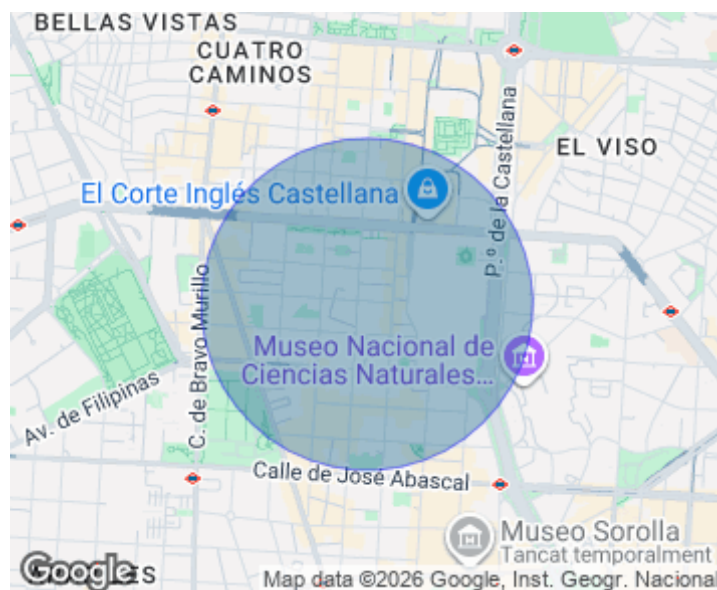 BELLAS VISTAS
CUATRO
CAMINOS
EL VISO
El Corte Inglés Castellana
P.º de la Castellana
C. de Bravo Murillo
Museo Nacional de
Ciencias Naturales...
Av. de Filipinas
Calle de José Abascal
Museo Sorolla
Tancat temporalment
Google
Map data ©2026 Google, Inst. Geogr. Nacional